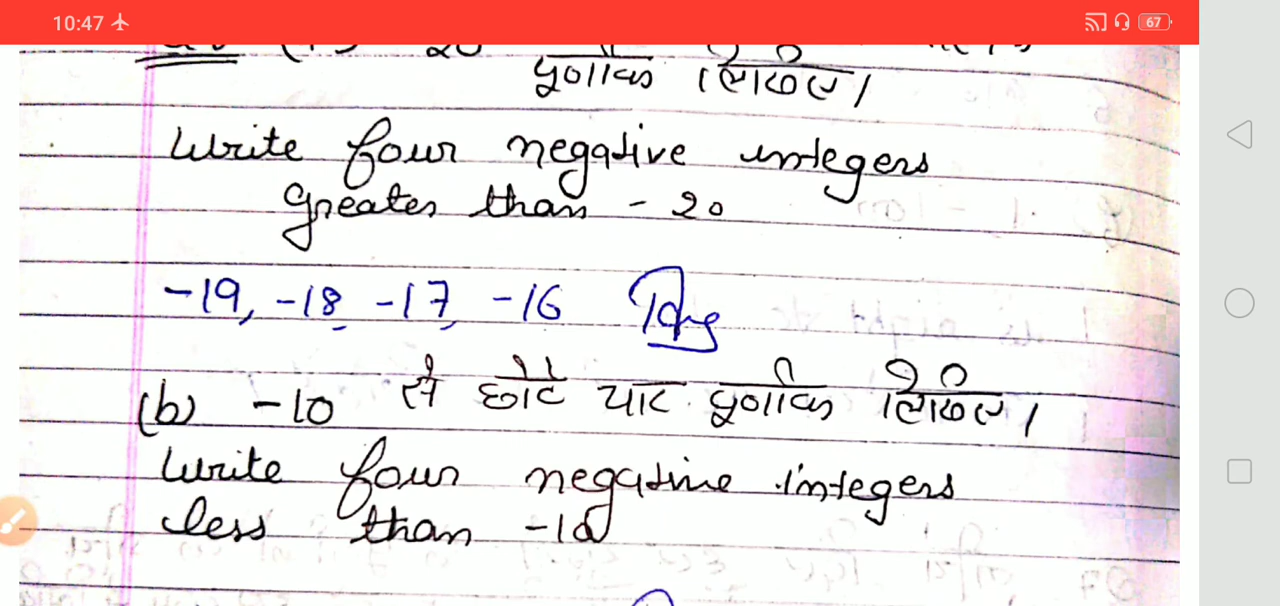 10:47 67
पूर्णांक लिखिए।
Write four negative integers
greater than - 20
-19, -18, -17, -16
(b) -10 से छोटे चार पूर्णांक लिखिए।
Write four negative integers
less than -10